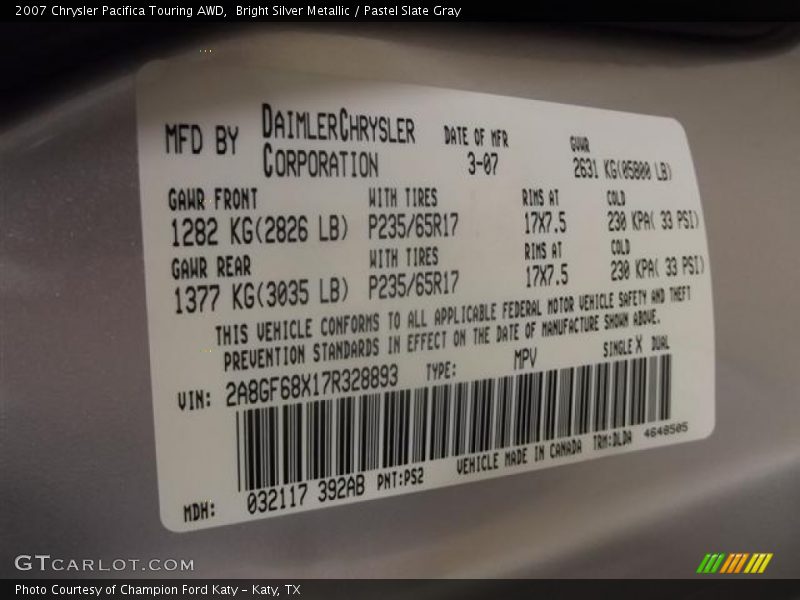 2007 Chrysler Pacifica Touring AWD,  Bright Silver Metallic / Pastel Slate Gray
MFD BY DAIMLERCHRYSLER CORPORATION DATE OF MFR 3-07 GVWR 2631 KG(05800 LB)
GAWR FRONT WITH TIRES RIMS AT COLD
1282 KG(2826 LB) P235/65R17 17X7.5 230 KPA( 33 PSI)
GAWR REAR WITH TIRES RIMS AT COLD
1377 KG(3035 LB) P235/65R17 17X7.5 230 KPA( 33 PSI)
THIS VEHICLE CONFORMS TO ALL APPLICABLE FEDERAL MOTOR VEHICLE SAFETY AND THEFT
PREVENTION STANDARDS IN EFFECT ON THE DATE OF MANUFACTURE SHOWN ABOVE.
VIN: 2A8GF68X17R328893 TYPE: MPV SINGLE X DUAL
MDH: 032117 392AB PNT:PS2 VEHICLE MADE IN CANADA TRM:DLDA 4648505
GTCARLOT.COM
Photo Courtesy of Champion Ford Katy – Katy, TX